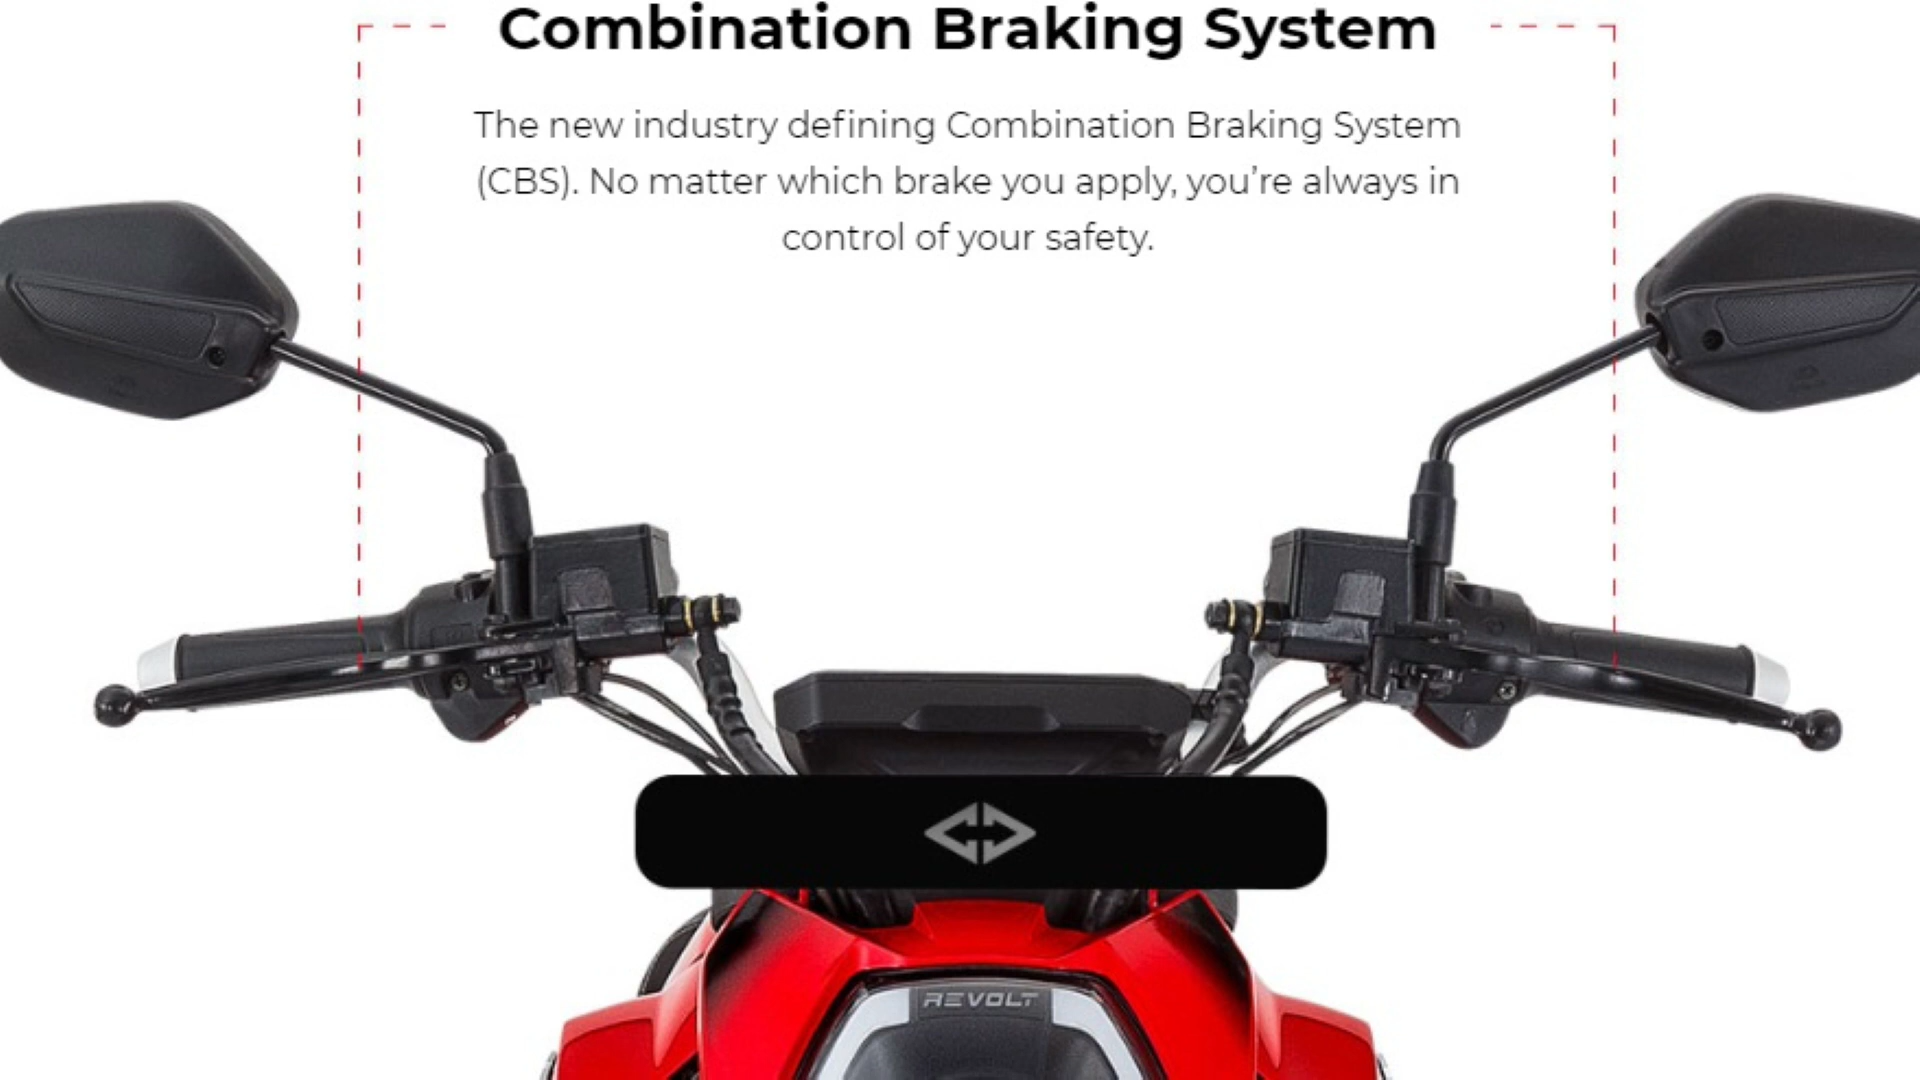 Combination Braking System
The new industry defining Combination Braking System
(CBS). No matter which brake you apply, you’re always in
control of your safety.
REVOLT